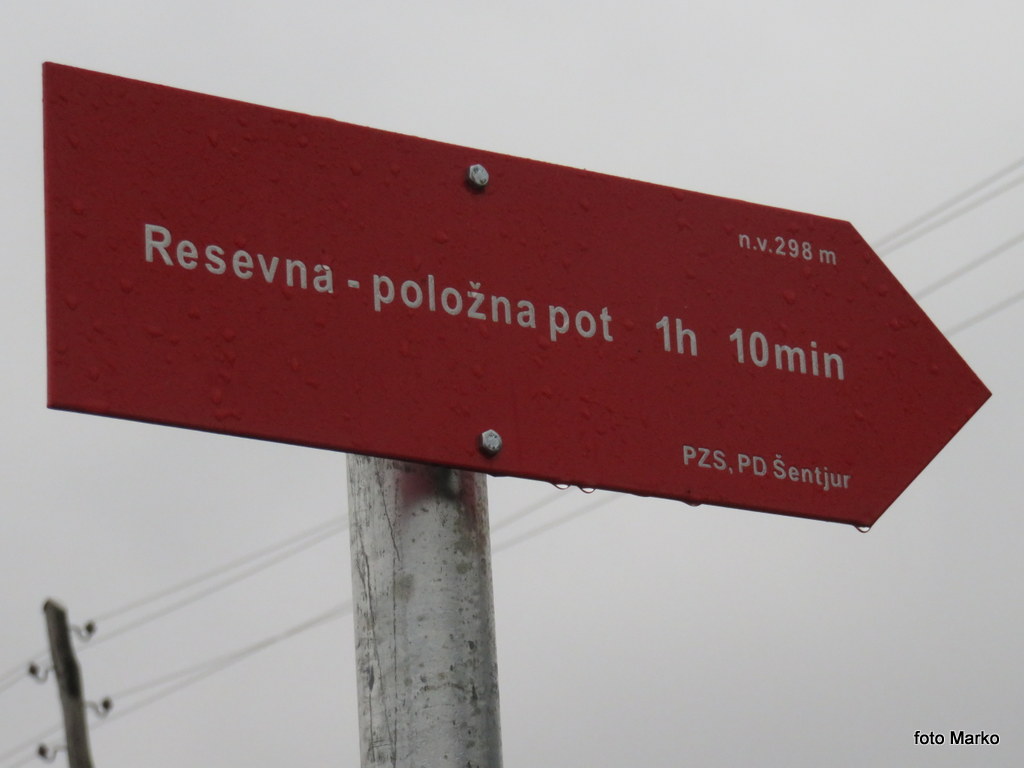 n.v.298 m
Resevna - položna pot 1h 10min
PZS, PD Šentjur
foto Marko